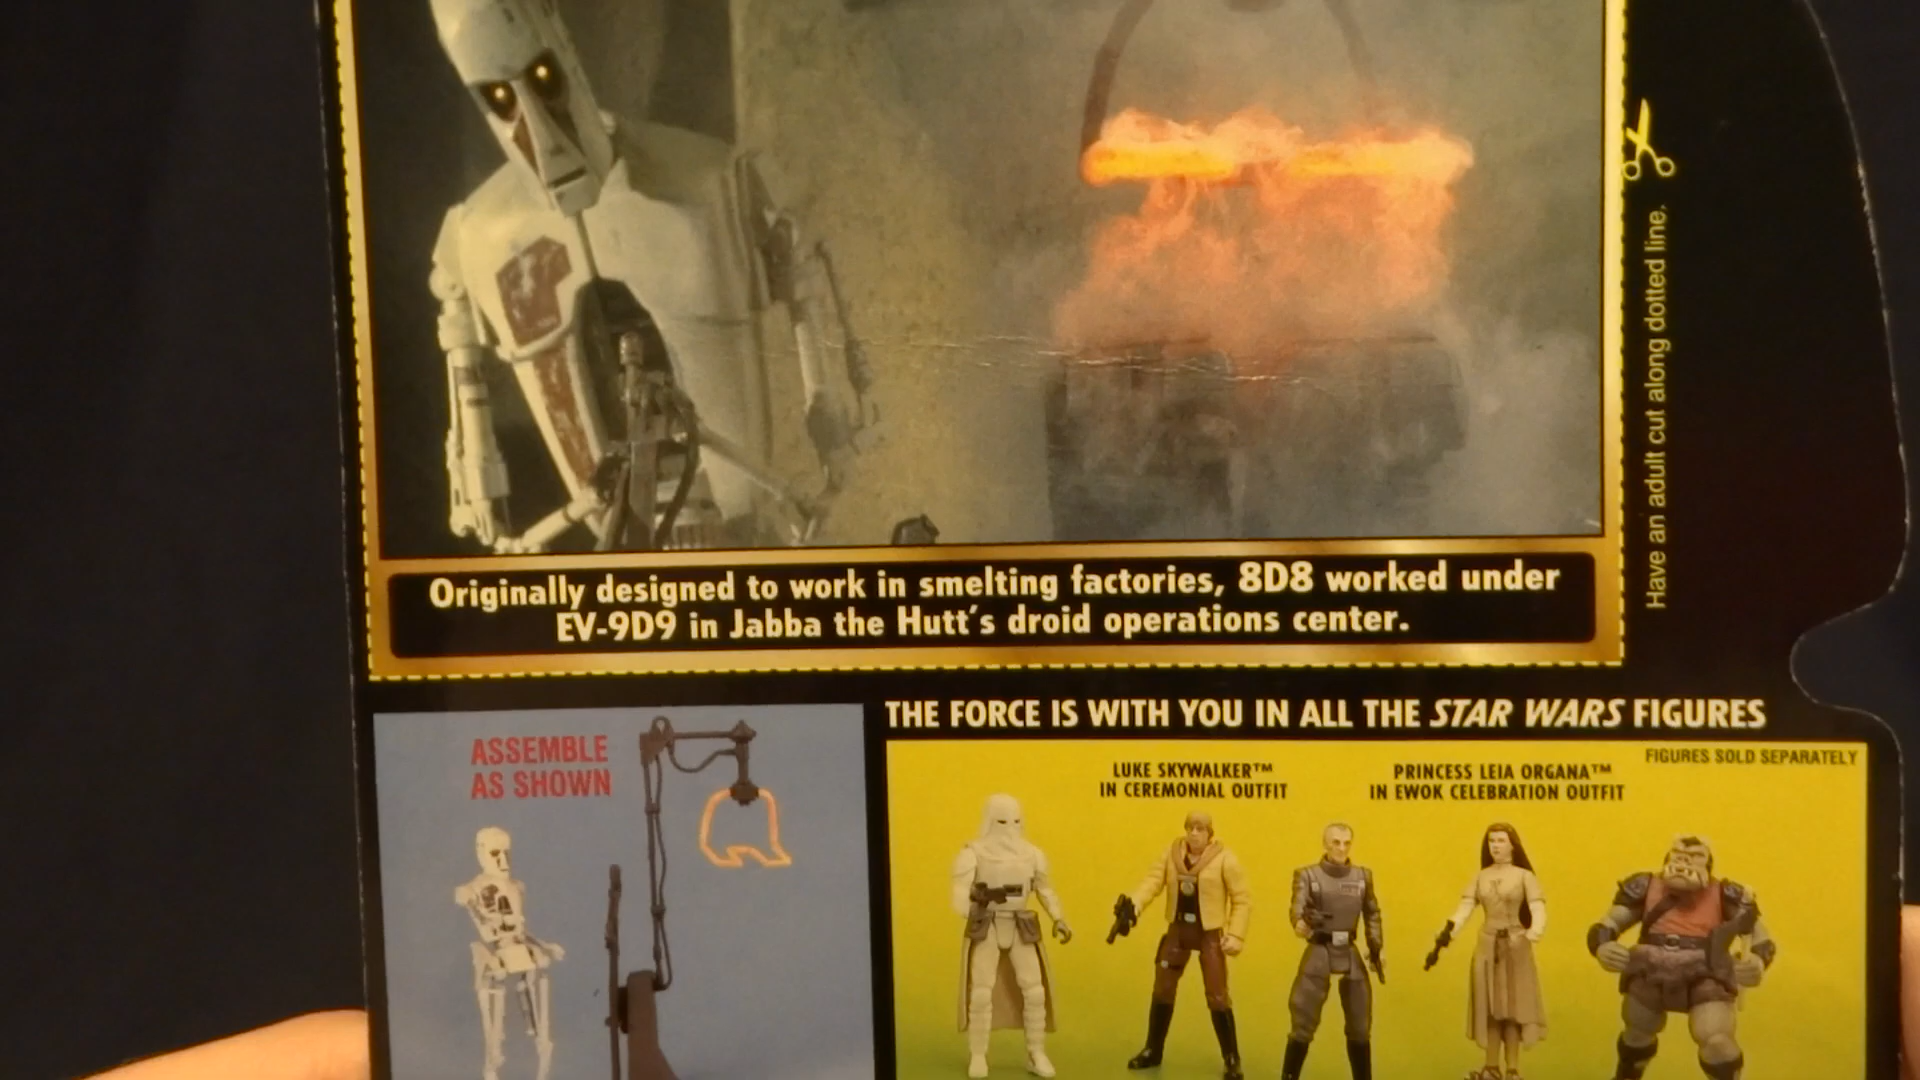 Have an adult cut along dotted line.
Originally designed to work in smelting factories, 8D8 worked under
EV-9D9 in Jabba the Hutt's droid operations center.
THE FORCE IS WITH YOU IN ALL THE STAR WARS FIGURES
ASSEMBLE
AS SHOWN
FIGURES SOLD SEPARATELY
LUKE SKYWALKER™
IN CEREMONIAL OUTFIT
PRINCESS LEIA ORGANA™
IN EWOK CELEBRATION OUTFIT